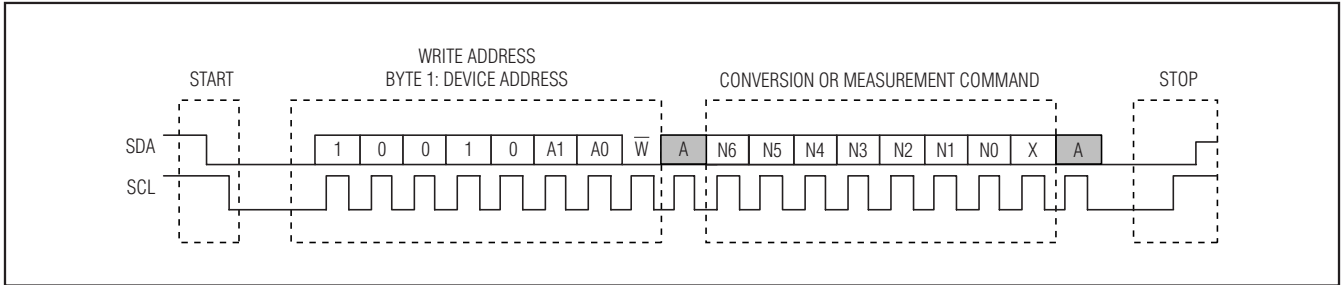 WRITE ADDRESS
START BYTE 1: DEVICE ADDRESS CONVERSION OR MEASUREMENT COMMAND STOP
SDA 1 0 0 1 0 A1 A0 W̅ A N6 N5 N4 N3 N2 N1 N0 X A
SCL